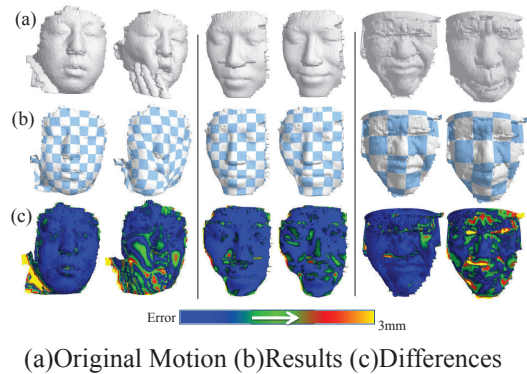 (a)
(b)
(c)
Error
3mm
(a)Original Motion (b)Results (c)Differences